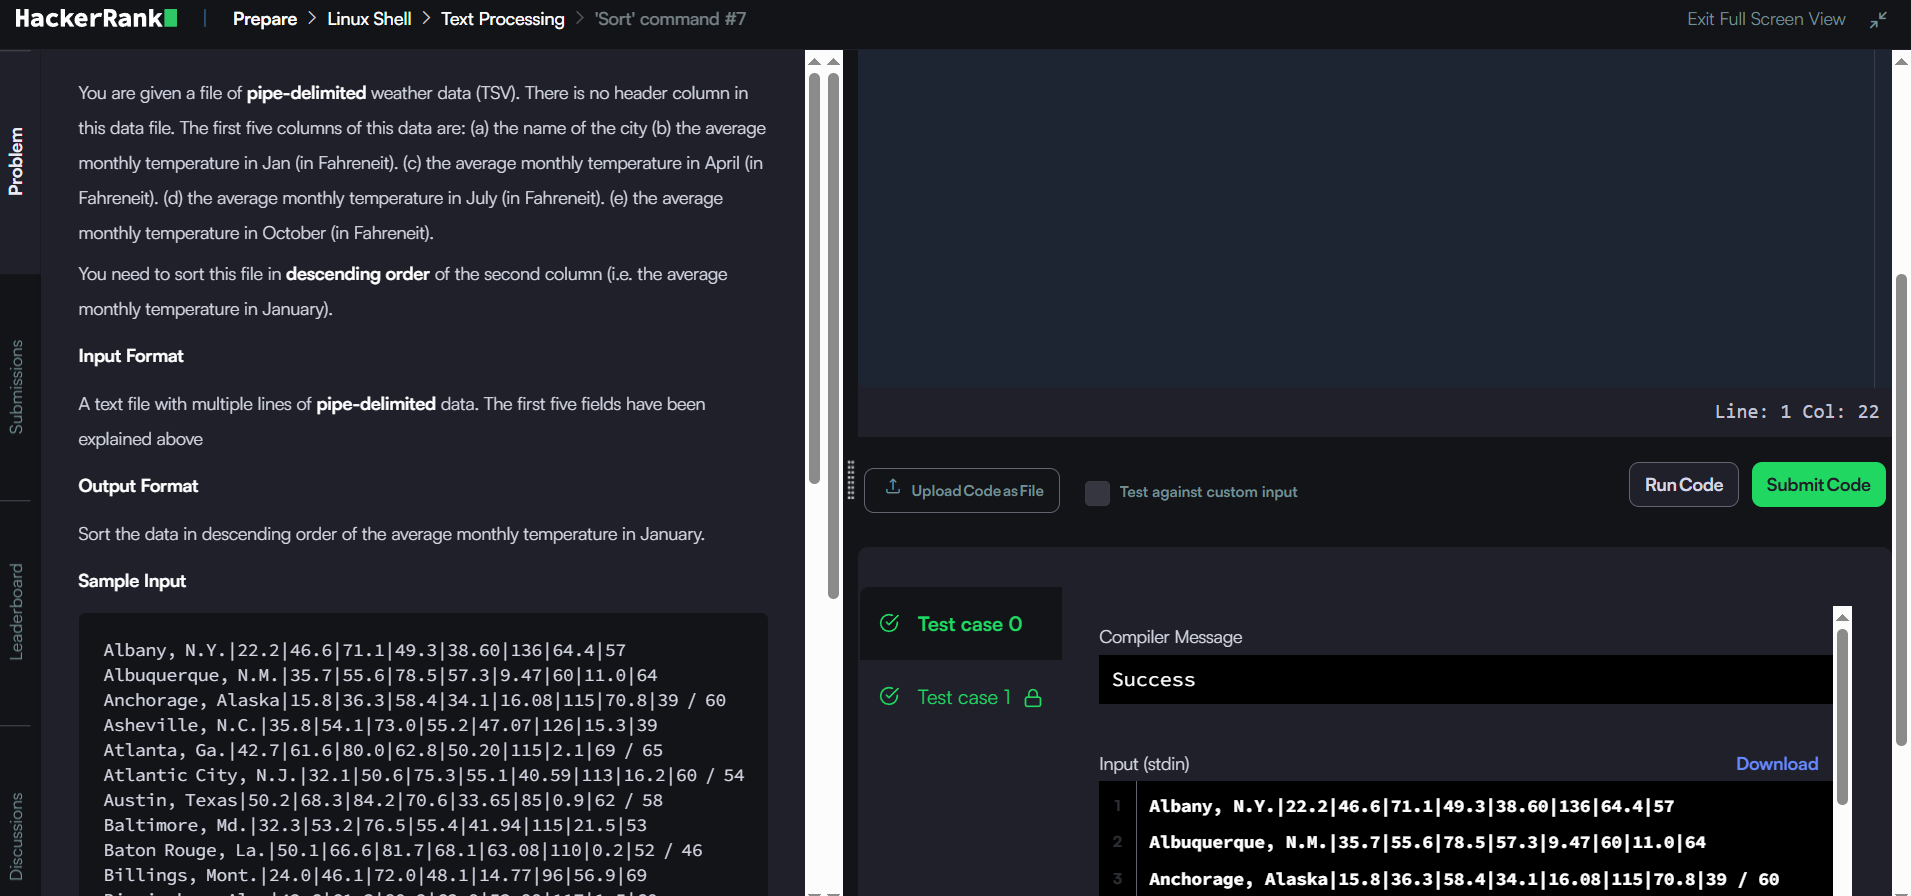 HackerRank
Prepare > Linux Shell > Text Processing > 'Sort' command #7
Exit Full Screen View
Problem
Submissions
Leaderboard
Discussions
You are given a file of pipe-delimited weather data (TSV). There is no header column in
this data file. The first five columns of this data are: (a) the name of the city (b) the average
monthly temperature in Jan (in Fahreneit). (c) the average monthly temperature in April (in
Fahreneit). (d) the average monthly temperature in July (in Fahreneit). (e) the average
monthly temperature in October (in Fahreneit).
You need to sort this file in descending order of the second column (i.e. the average
monthly temperature in January).
Input Format
A text file with multiple lines of pipe-delimited data. The first five fields have been
explained above
Output Format
Sort the data in descending order of the average monthly temperature in January.
Sample Input
Albany, N.Y.|22.2|46.6|71.1|49.3|38.60|136|64.4|57
Albuquerque, N.M.|35.7|55.6|78.5|57.3|9.47|60|11.0|64
Anchorage, Alaska|15.8|36.3|58.4|34.1|16.08|115|70.8|39 / 60
Asheville, N.C.|35.8|54.1|73.0|55.2|47.07|126|15.3|39
Atlanta, Ga.|42.7|61.6|80.0|62.8|50.20|115|2.1|69 / 65
Atlantic City, N.J.|32.1|50.6|75.3|55.1|40.59|113|16.2|60 / 54
Austin, Texas|50.2|68.3|84.2|70.6|33.65|85|0.9|62 / 58
Baltimore, Md.|32.3|53.2|76.5|55.4|41.94|115|21.5|53
Baton Rouge, La.|50.1|66.6|81.7|68.1|63.08|110|0.2|52 / 46
Billings, Mont.|24.0|46.1|72.0|48.1|14.77|96|56.9|69
Line: 1 Col: 22
Upload Code as File
Test against custom input
Run Code
Submit Code
Test case 0
Test case 1
Compiler Message
Success
Input (stdin)
Download
1 Albany, N.Y.|22.2|46.6|71.1|49.3|38.60|136|64.4|57
2 Albuquerque, N.M.|35.7|55.6|78.5|57.3|9.47|60|11.0|64
3 Anchorage, Alaska|15.8|36.3|58.4|34.1|16.08|115|70.8|39 / 60